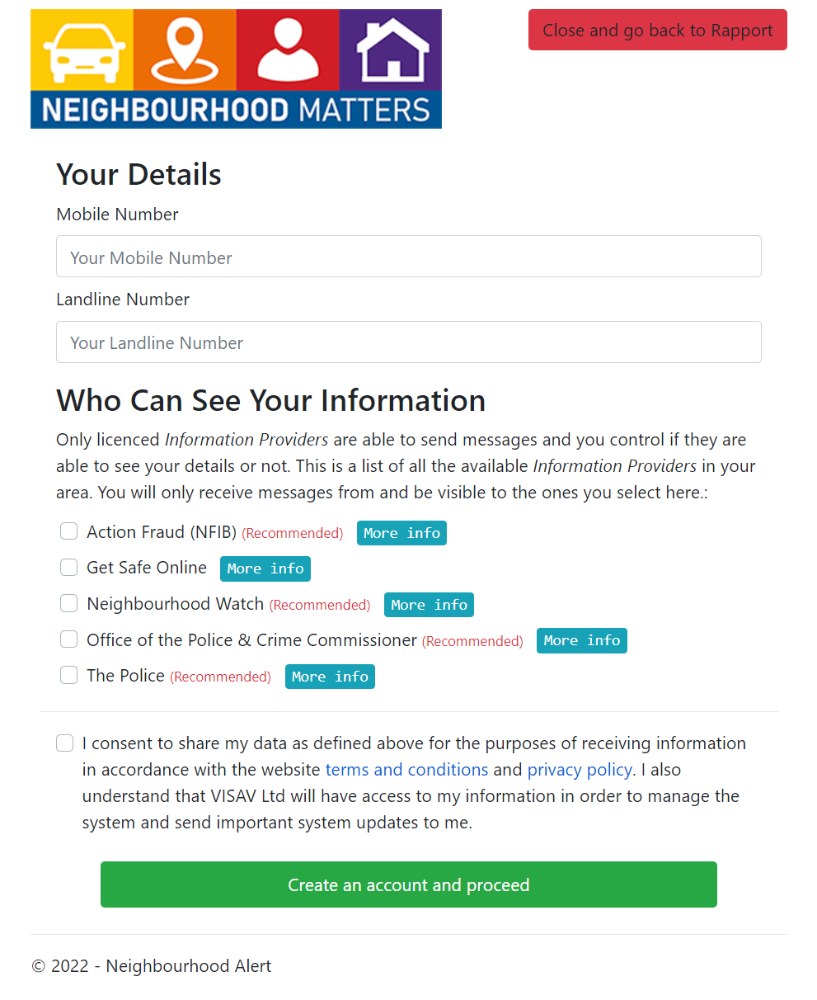 NEIGHBOURHOOD MATTERS
Close and go back to Rapport
Your Details
Mobile Number
Your Mobile Number
Landline Number
Your Landline Number
Who Can See Your Information
Only licenced Information Providers are able to send messages and you control if they are
able to see your details or not. This is a list of all the available Information Providers in your
area. You will only receive messages from and be visible to the ones you select here.:
Action Fraud (NFIB) (Recommended) More info
Get Safe Online More info
Neighbourhood Watch (Recommended) More info
Office of the Police & Crime Commissioner (Recommended) More info
The Police (Recommended) More info
I consent to share my data as defined above for the purposes of receiving information
in accordance with the website terms and conditions and privacy policy. I also
understand that VISAV Ltd will have access to my information in order to manage the
system and send important system updates to me.
Create an account and proceed
© 2022 - Neighbourhood Alert